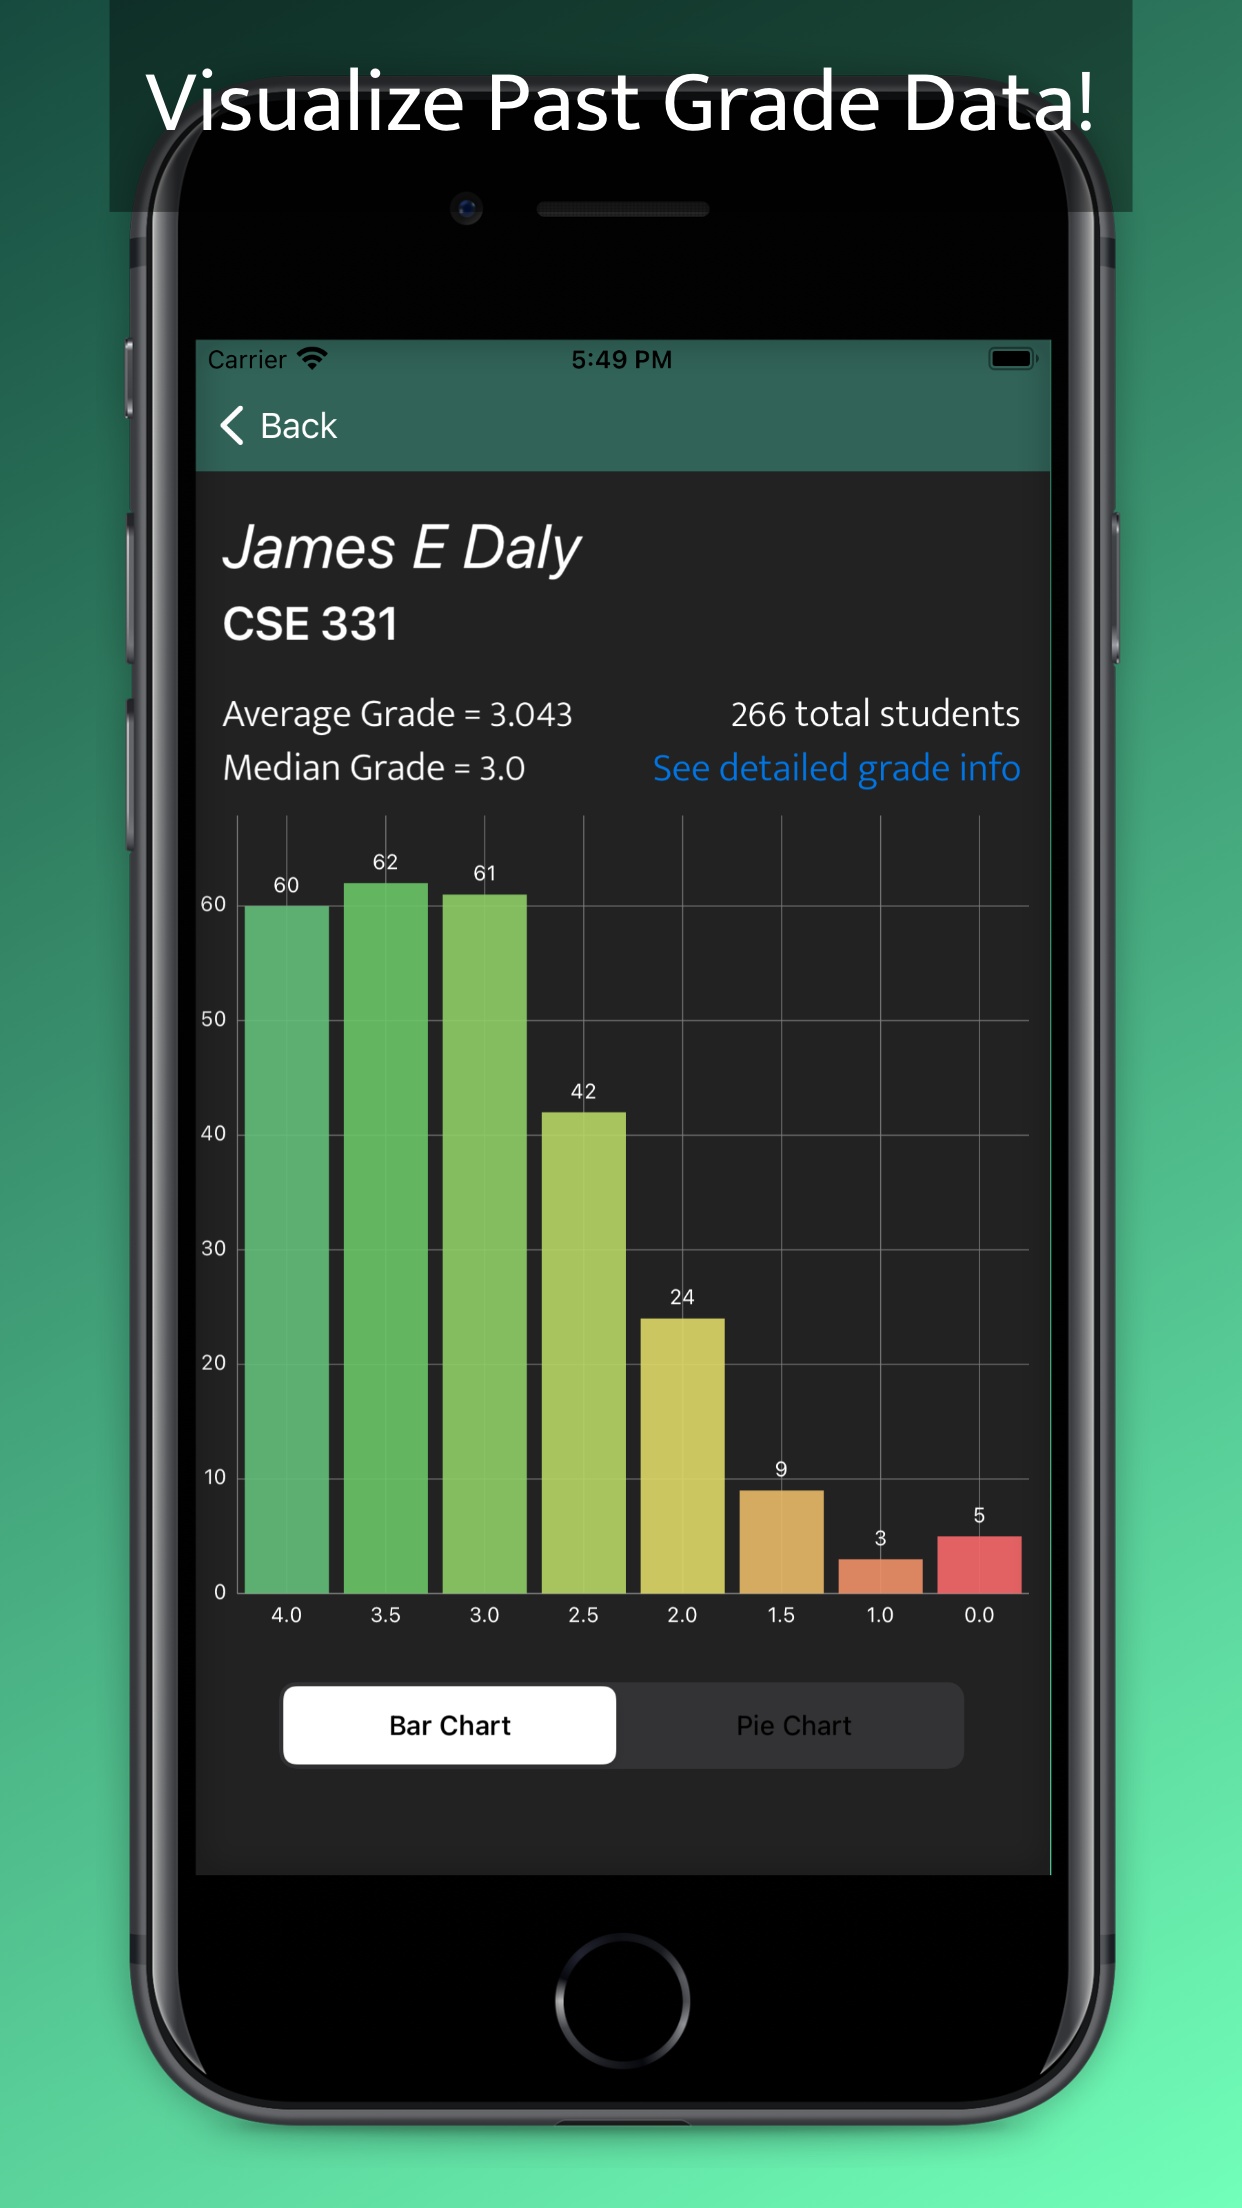 Visualize Past Grade Data!
Carrier 5:49 PM
Back
James E Daly
CSE 331
Average Grade = 3.043 266 total students
Median Grade = 3.0 See detailed grade info
62
61
60
60
50
42
40
30
24
20
10
9
5
3
0
4.0 3.5 3.0 2.5 2.0 1.5 1.0 0.0
Bar Chart Pie Chart